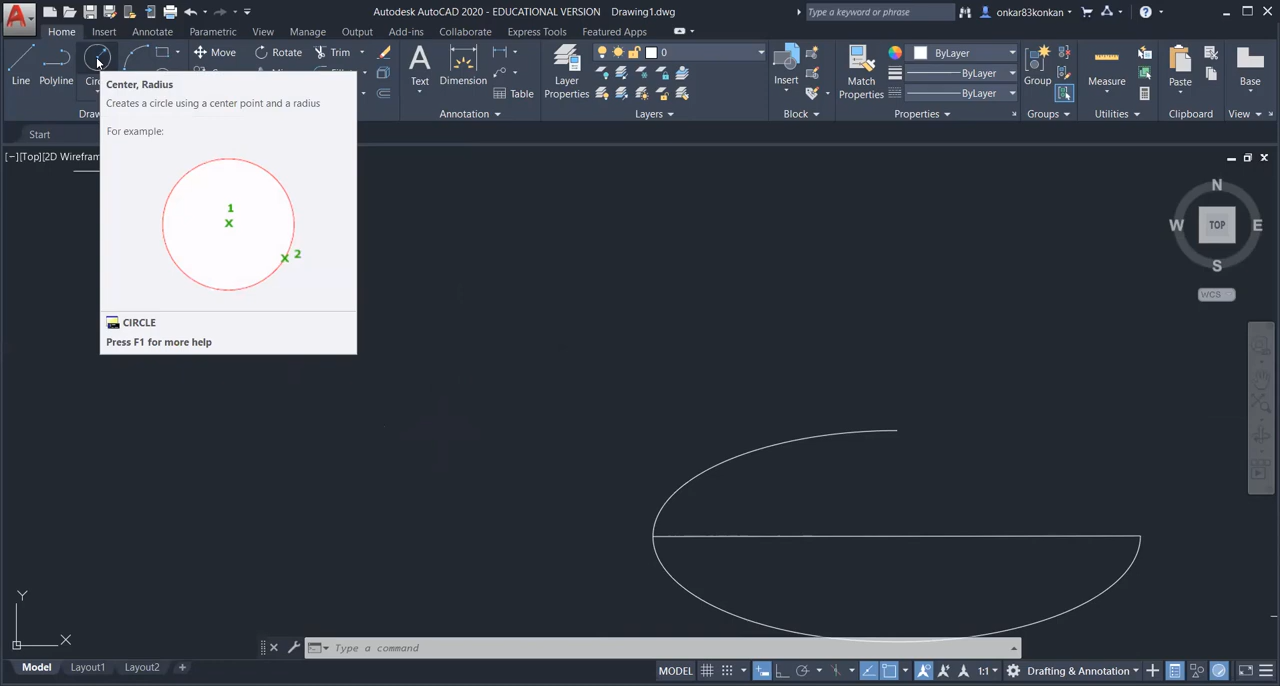 Autodesk AutoCAD 2020 - EDUCATIONAL VERSION Drawing1.dwg
Type a keyword or phrase
onkar83konkan
Home Insert Annotate Parametric View Manage Output Add-ins Collaborate Express Tools Featured Apps
Line
Polyline
Move
Rotate
Trim
Text
Dimension
Table
Layer
Properties
0
Insert
Match
Properties
ByLayer
ByLayer
ByLayer
Group
Measure
Paste
Base
Annotation
Layers
Block
Properties
Groups
Utilities
Clipboard
View
Start
Center, Radius
Creates a circle using a center point and a radius
For example:
1
x
x 2
CIRCLE
Press F1 for more help
N
W TOP E
S
WCS
Y
X
Type a command
Model Layout1 Layout2 +
MODEL
1:1
Drafting & Annotation